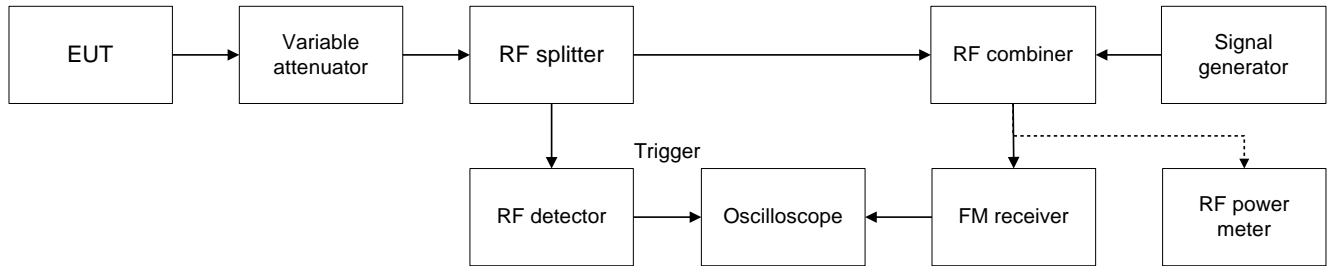 EUT
Variable
attenuator
RF splitter
RF combiner
Signal
generator
Trigger
RF detector
Oscilloscope
FM receiver
RF power
meter